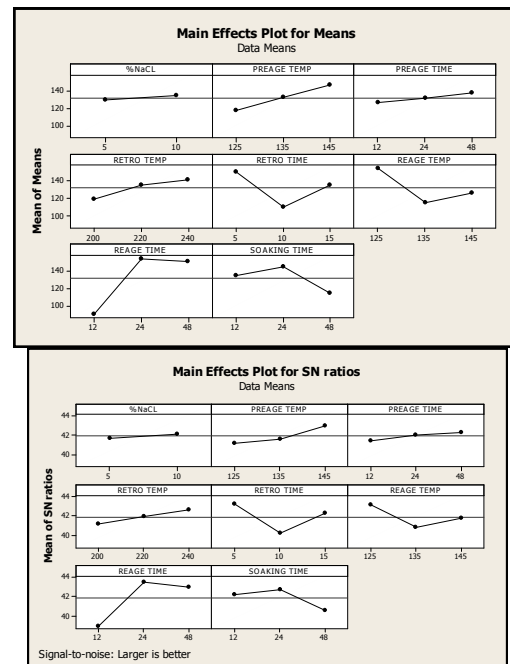 Main Effects Plot for Means
Data Means
%NaCL PREAGE TEMP PREAGE TIME
140
120
100
5 10 125 135 145 12 24 48
RETRO TEMP RETRO TIME REAGE TEMP
140
120
100
200 220 240 5 10 15 125 135 145
REAGE TIME SOAKING TIME
140
120
100
12 24 48 12 24 48
Mean of Means
Main Effects Plot for SN ratios
Data Means
%NaCL PREAGE TEMP PREAGE TIME
44
42
40
5 10 125 135 145 12 24 48
RETRO TEMP RETRO TIME REAGE TEMP
44
42
40
200 220 240 5 10 15 125 135 145
REAGE TIME SOAKING TIME
44
42
40
12 24 48 12 24 48
Mean of SN ratios
Signal-to-noise: Larger is better